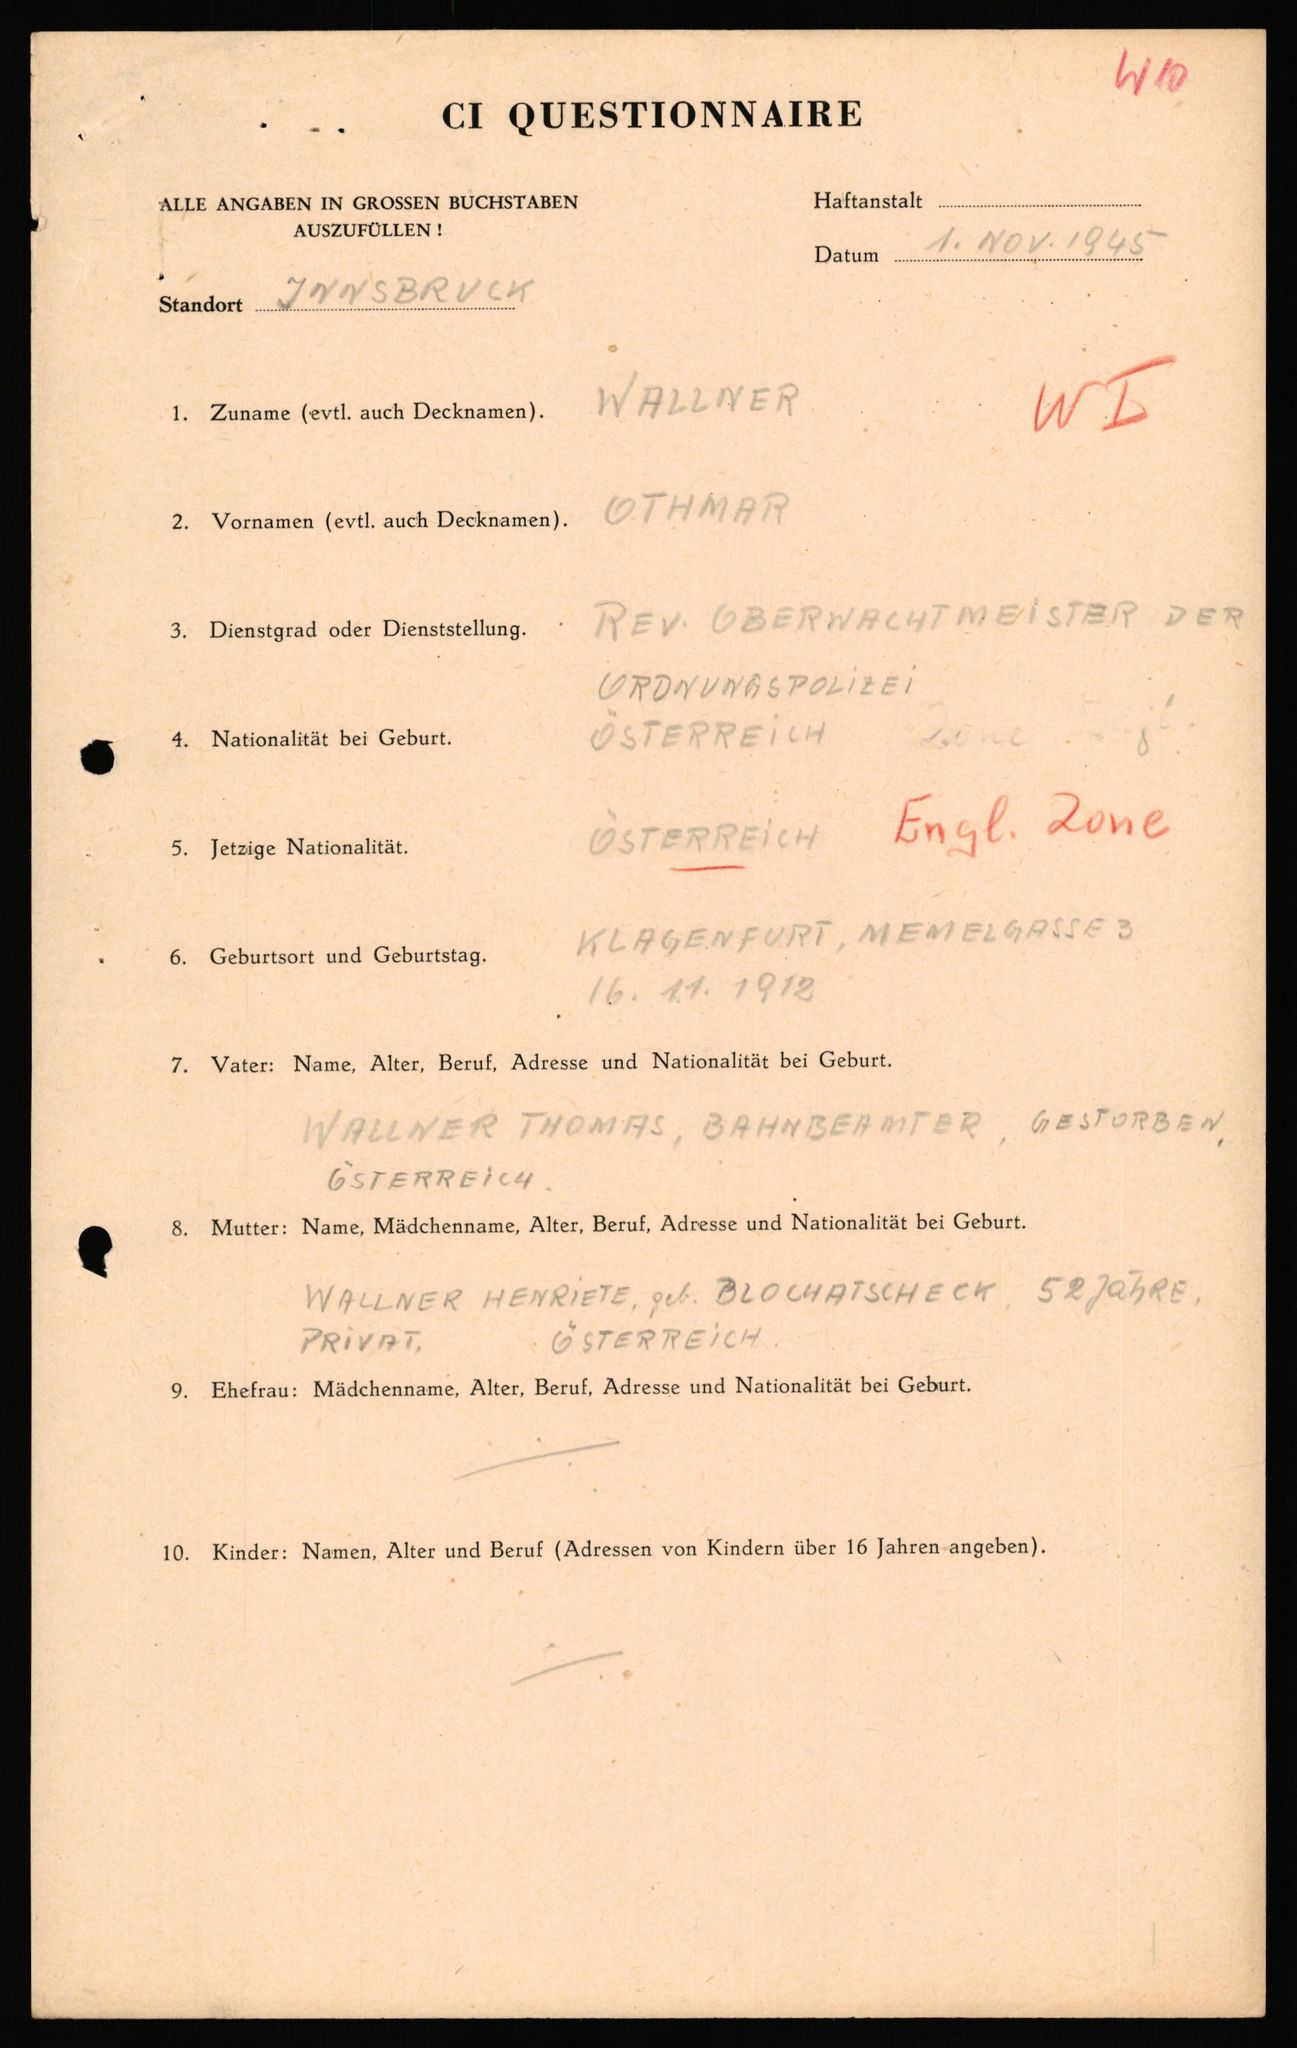 W10
CI QUESTIONNAIRE
ALLE ANGABEN IN GROSSEN BUCHSTABEN
AUSZUFÜLLEN !
Haftanstalt
Datum 1. NOV. 1945
Standort INNSBRUCK
1. Zuname (evtl. auch Decknamen). WALLNER
W I
2. Vornamen (evtl. auch Decknamen). OTHMAR
3. Dienstgrad oder Dienststellung. REV. OBERWACHTMEISTER DER
ORDNUNGSPOLIZEI
4. Nationalität bei Geburt. ÖSTERREICH Zone
5. Jetzige Nationalität. ÖSTERREICH Engl. Zone
6. Geburtsort und Geburtstag. KLAGENFURT, MEMELGASSE 3
16. 11. 1912
7. Vater: Name, Alter, Beruf, Adresse und Nationalität bei Geburt.
WALLNER THOMAS, BAHNBEAMTER, GESTORBEN,
ÖSTERREICH.
8. Mutter: Name, Mädchenname, Alter, Beruf, Adresse und Nationalität bei Geburt.
WALLNER HENRIETE, geb. BLOCHATSCHECK, 52 JAHRE,
PRIVAT, ÖSTERREICH.
9. Ehefrau: Mädchenname, Alter, Beruf, Adresse und Nationalität bei Geburt.
10. Kinder: Namen, Alter und Beruf (Adressen von Kindern über 16 Jahren angeben).